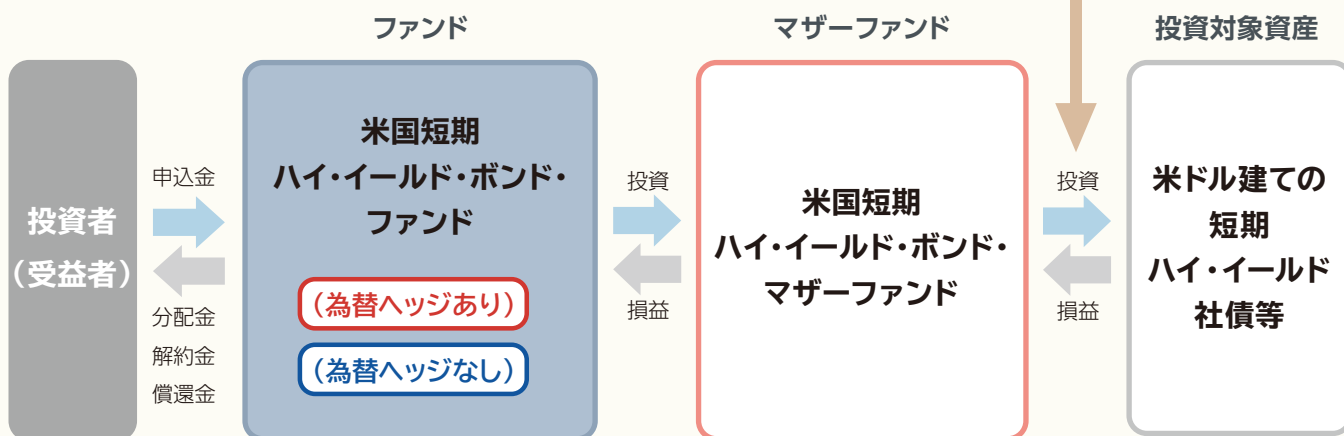 ファンド
マザーファンド
投資対象資産
投資者
（受益者）
申込金
分配金
解約金
償還金
米国短期
ハイ・イールド・ボンド・
ファンド
（為替ヘッジあり）
（為替ヘッジなし）
投資
損益
米国短期
ハイ・イールド・ボンド・
マザーファンド
投資
損益
米ドル建ての
短期
ハイ・イールド
社債等